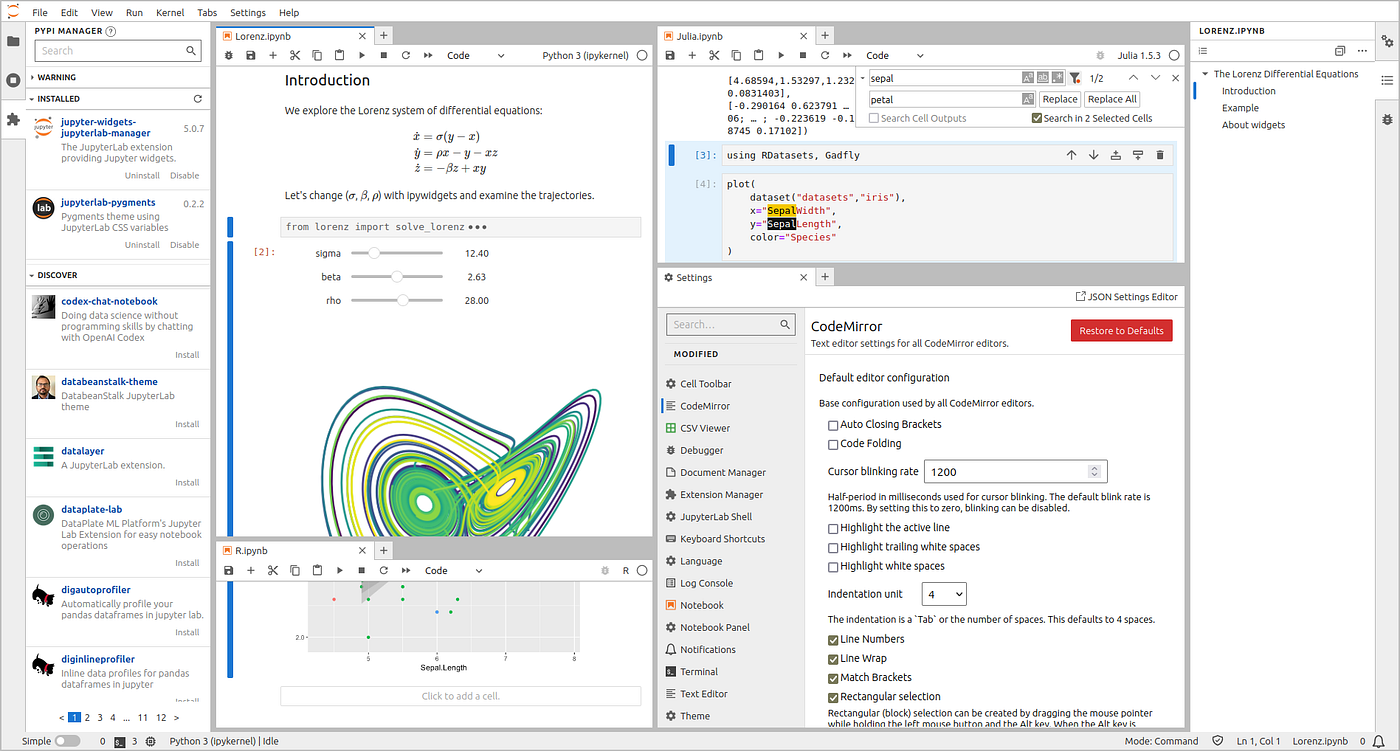 File Edit View Run Kernel Tabs Settings Help
PYPI MANAGER ?
Search
WARNING
INSTALLED
jupyter
jupyter-widgets-
jupyterlab-manager
5.0.7
The JupyterLab extension
providing Jupyter widgets.
Uninstall Disable
lab
jupyterlab-pygments
0.2.2
Pygments theme using
JupyterLab CSS variables
Uninstall Disable
DISCOVER
codex-chat-notebook
Doing data science without
programming skills by chatting
with OpenAI Codex
Install
databeanstalk-theme
DatabeanStalk JupyterLab
theme
Install
datalayer
A JupyterLab extension.
Install
dataplate-lab
DataPlate ML Platform's Jupyter
Lab Extension for easy notebook
operations
Install
digautoprofiler
Automatically profile your
pandas dataframes in jupyter lab.
Install
diginlineprofiler
Inline data profiles for pandas
dataframes in jupyter
Install
< 1 2 3 4 ... 11 12 >
Lorenz.ipynb
Code
Python 3 (ipykernel)
Introduction
We explore the Lorenz system of differential equations:
ẋ = σ(y − x)
ẏ = ρx − y − xz
ż = −βz + xy
Let's change (σ, β, ρ) with ipywidgets and examine the trajectories.
from lorenz import solve_lorenz •••
[2]:
sigma 12.40
beta 2.63
rho 28.00
R.ipynb
Code
R
2.0
5 6 7 8
Sepal.Length
Click to add a cell.
Julia.ipynb
Code
Julia 1.5.3
[4.68594,1.53297,1.232
0.0831403],
[-0.290164 0.623791 …
06; … ; -0.223619 -0.1
8745 0.17102])
sepal
1/2
petal
Replace Replace All
Search Cell Outputs
Search in 2 Selected Cells
[3]: using RDatasets, Gadfly
[4]: plot(
dataset("datasets","iris"),
x="SepalWidth",
y="SepalLength",
color="Species"
)
Settings
JSON Settings Editor
Search...
MODIFIED
Cell Toolbar
CodeMirror
CSV Viewer
Debugger
Document Manager
Extension Manager
JupyterLab Shell
Keyboard Shortcuts
Language
Log Console
Notebook
Notebook Panel
Notifications
Terminal
Text Editor
Theme
CodeMirror
Text editor settings for all CodeMirror editors.
Restore to Defaults
Default editor configuration
Base configuration used by all CodeMirror editors.
Auto Closing Brackets
Code Folding
Cursor blinking rate 1200
Half-period in milliseconds used for cursor blinking. The default blink rate is
1200ms. By setting this to zero, blinking can be disabled.
Highlight the active line
Highlight trailing white spaces
Highlight white spaces
Indentation unit 4
The indentation is a `Tab` or the number of spaces. This defaults to 4 spaces.
Line Numbers
Line Wrap
Match Brackets
Rectangular selection
Rectangular (block) selection can be created by dragging the mouse pointer
while holding the left mouse button and the Alt key. When the Alt key is
LORENZ.IPYNB
The Lorenz Differential Equations
Introduction
Example
About widgets
Simple 0 3 Python 3 (ipykernel) | Idle
Mode: Command Ln 1, Col 1 Lorenz.ipynb 0